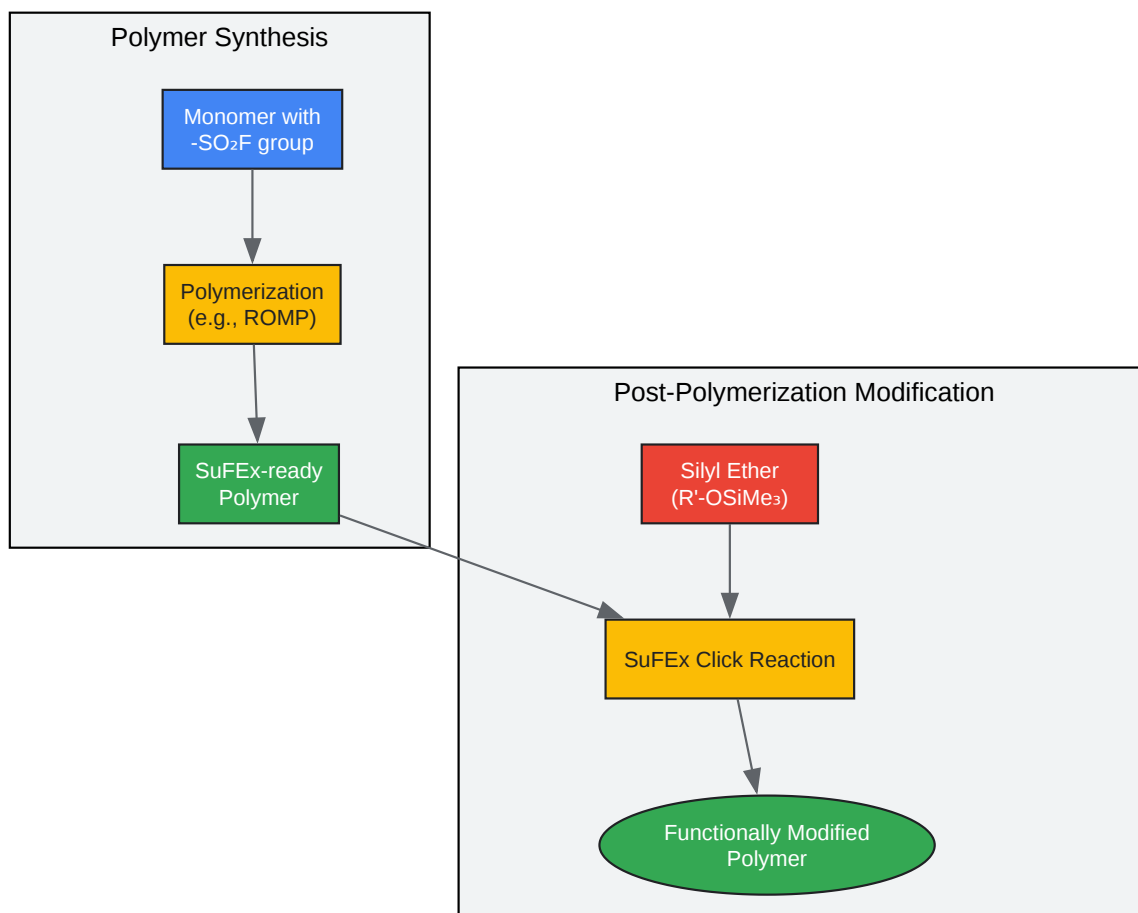 Polymer Synthesis
Monomer with
-SO₂F group
Polymerization
(e.g., ROMP)
SuFEx-ready
Polymer
Post-Polymerization Modification
Silyl Ether
(R'-OSiMe₃)
SuFEx Click Reaction
Functionally Modified
Polymer